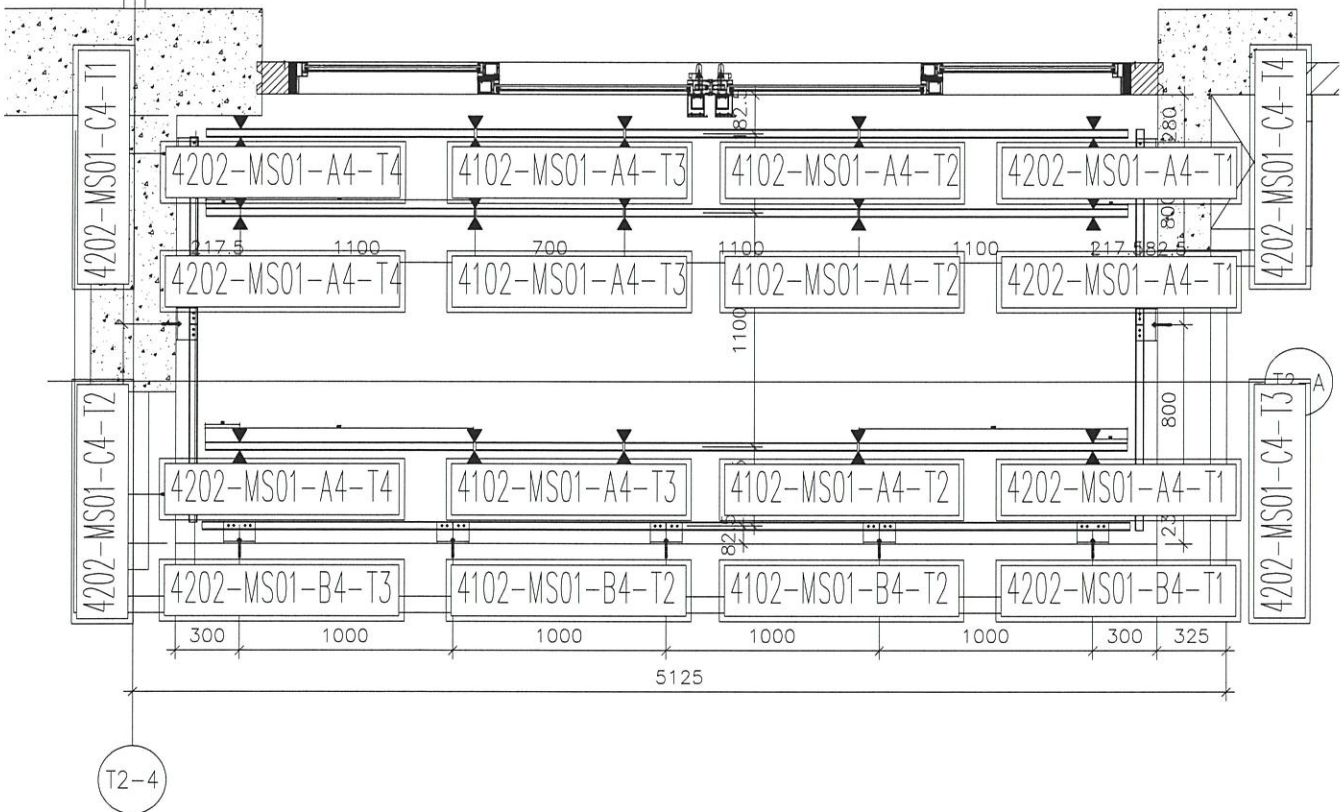 4202-MS01-C4-T1
4202-MS01-C4-T4
82.5
280
4202-MS01-A4-T4
4102-MS01-A4-T3
4102-MS01-A4-T2
4202-MS01-A4-T1
800
217.5
1100
700
1100
1100
217.5
82.5
4202-MS01-A4-T4
4102-MS01-A4-T3
4102-MS01-A4-T2
4202-MS01-A4-T1
1100
800
4202-MS01-C4-T2
4202-MS01-C4-T3
4202-MS01-A4-T4
4102-MS01-A4-T3
4102-MS01-A4-T2
4202-MS01-A4-T1
4202-MS01-B4-T3
4102-MS01-B4-T2
4102-MS01-B4-T2
4202-MS01-B4-T1
300
1000
1000
1000
1000
300
325
5125
T2-4